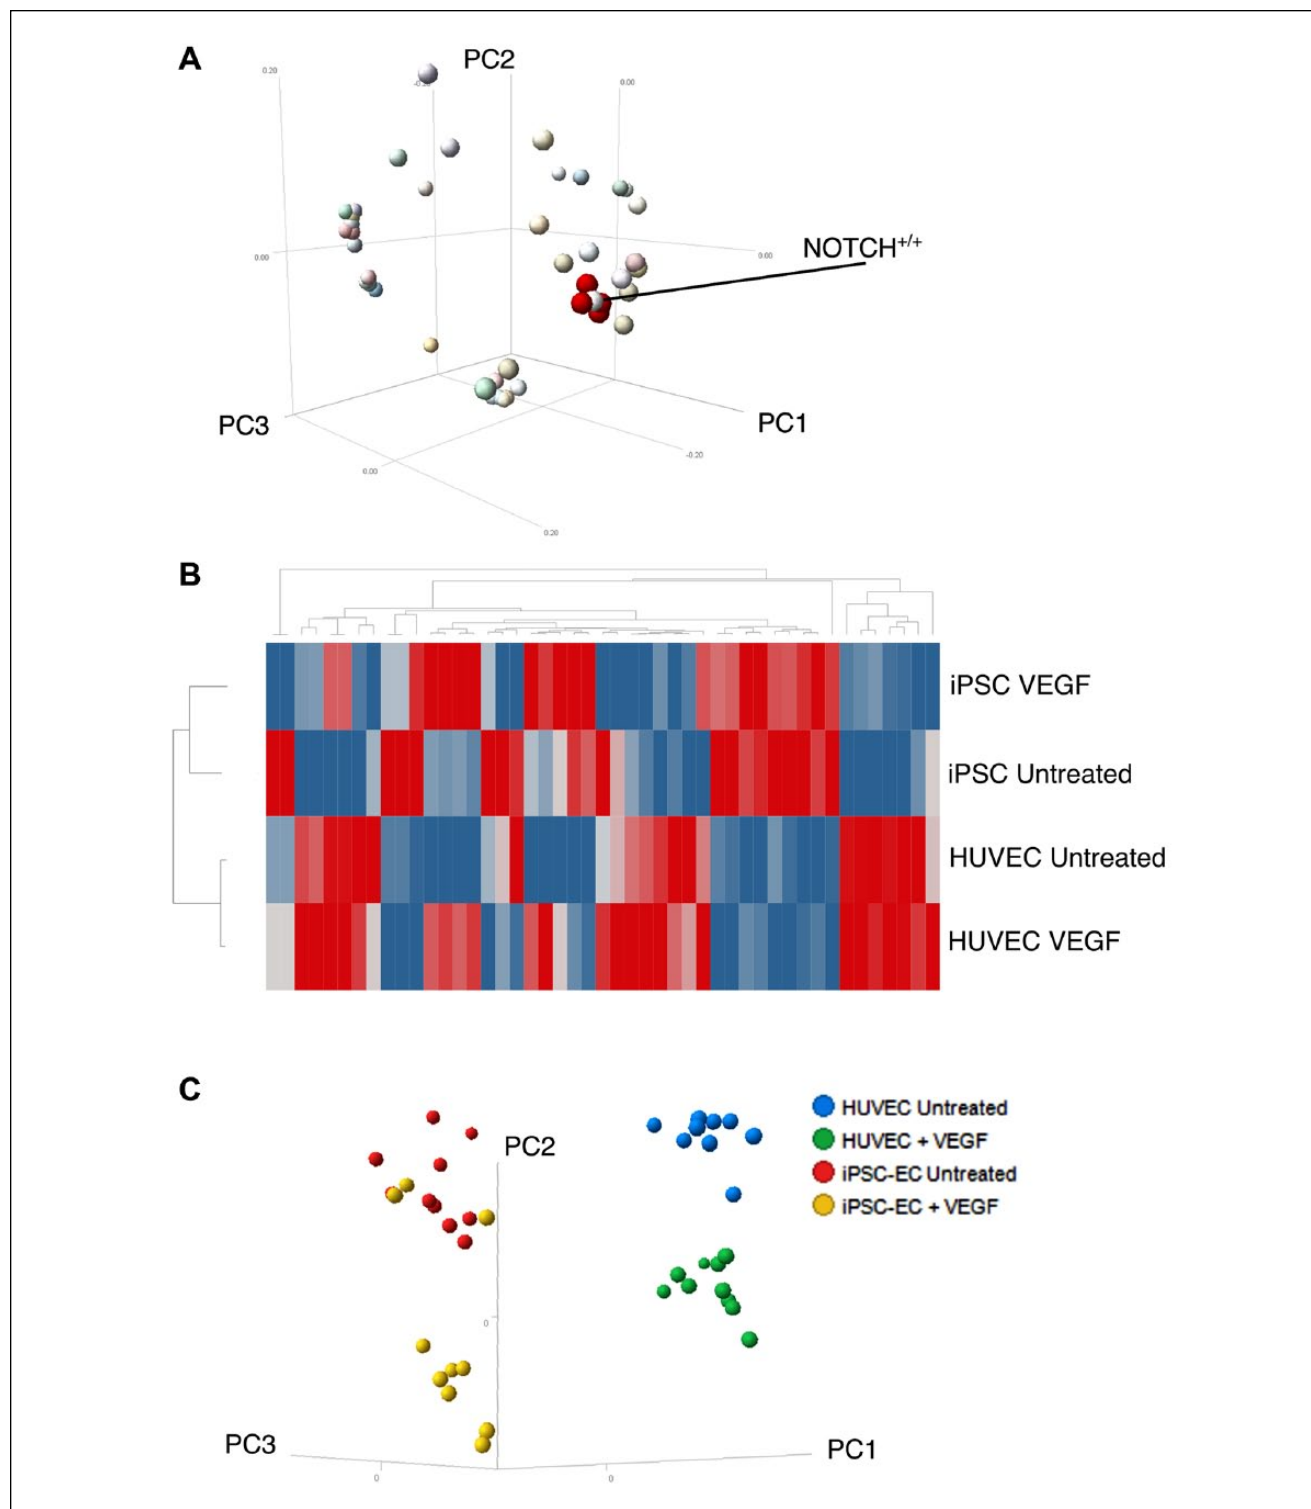 A
PC2
0.20
0.00
NOTCH+/+
0.00
0.00
PC3
PC1
-0.20
0.00
0.20
B
iPSC VEGF
iPSC Untreated
HUVEC Untreated
HUVEC VEGF
C
HUVEC Untreated
HUVEC + VEGF
iPSC-EC Untreated
iPSC-EC + VEGF
PC2
0
PC3
PC1
0
0